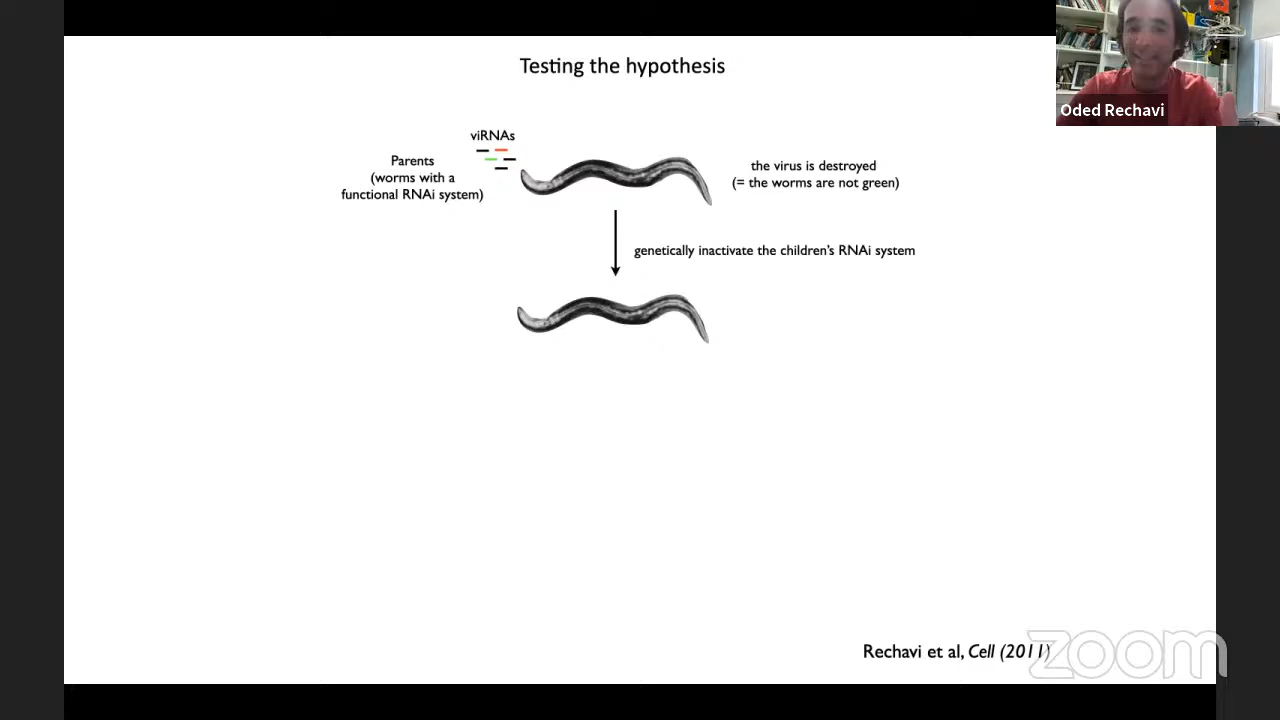 Testing the hypothesis
Oded Rechavi
viRNAs
Parents
(worms with a
functional RNAi system)
the virus is destroyed
(= the worms are not green)
genetically inactivate the children's RNAi system
Rechavi et al, Cell (2011)
zoom